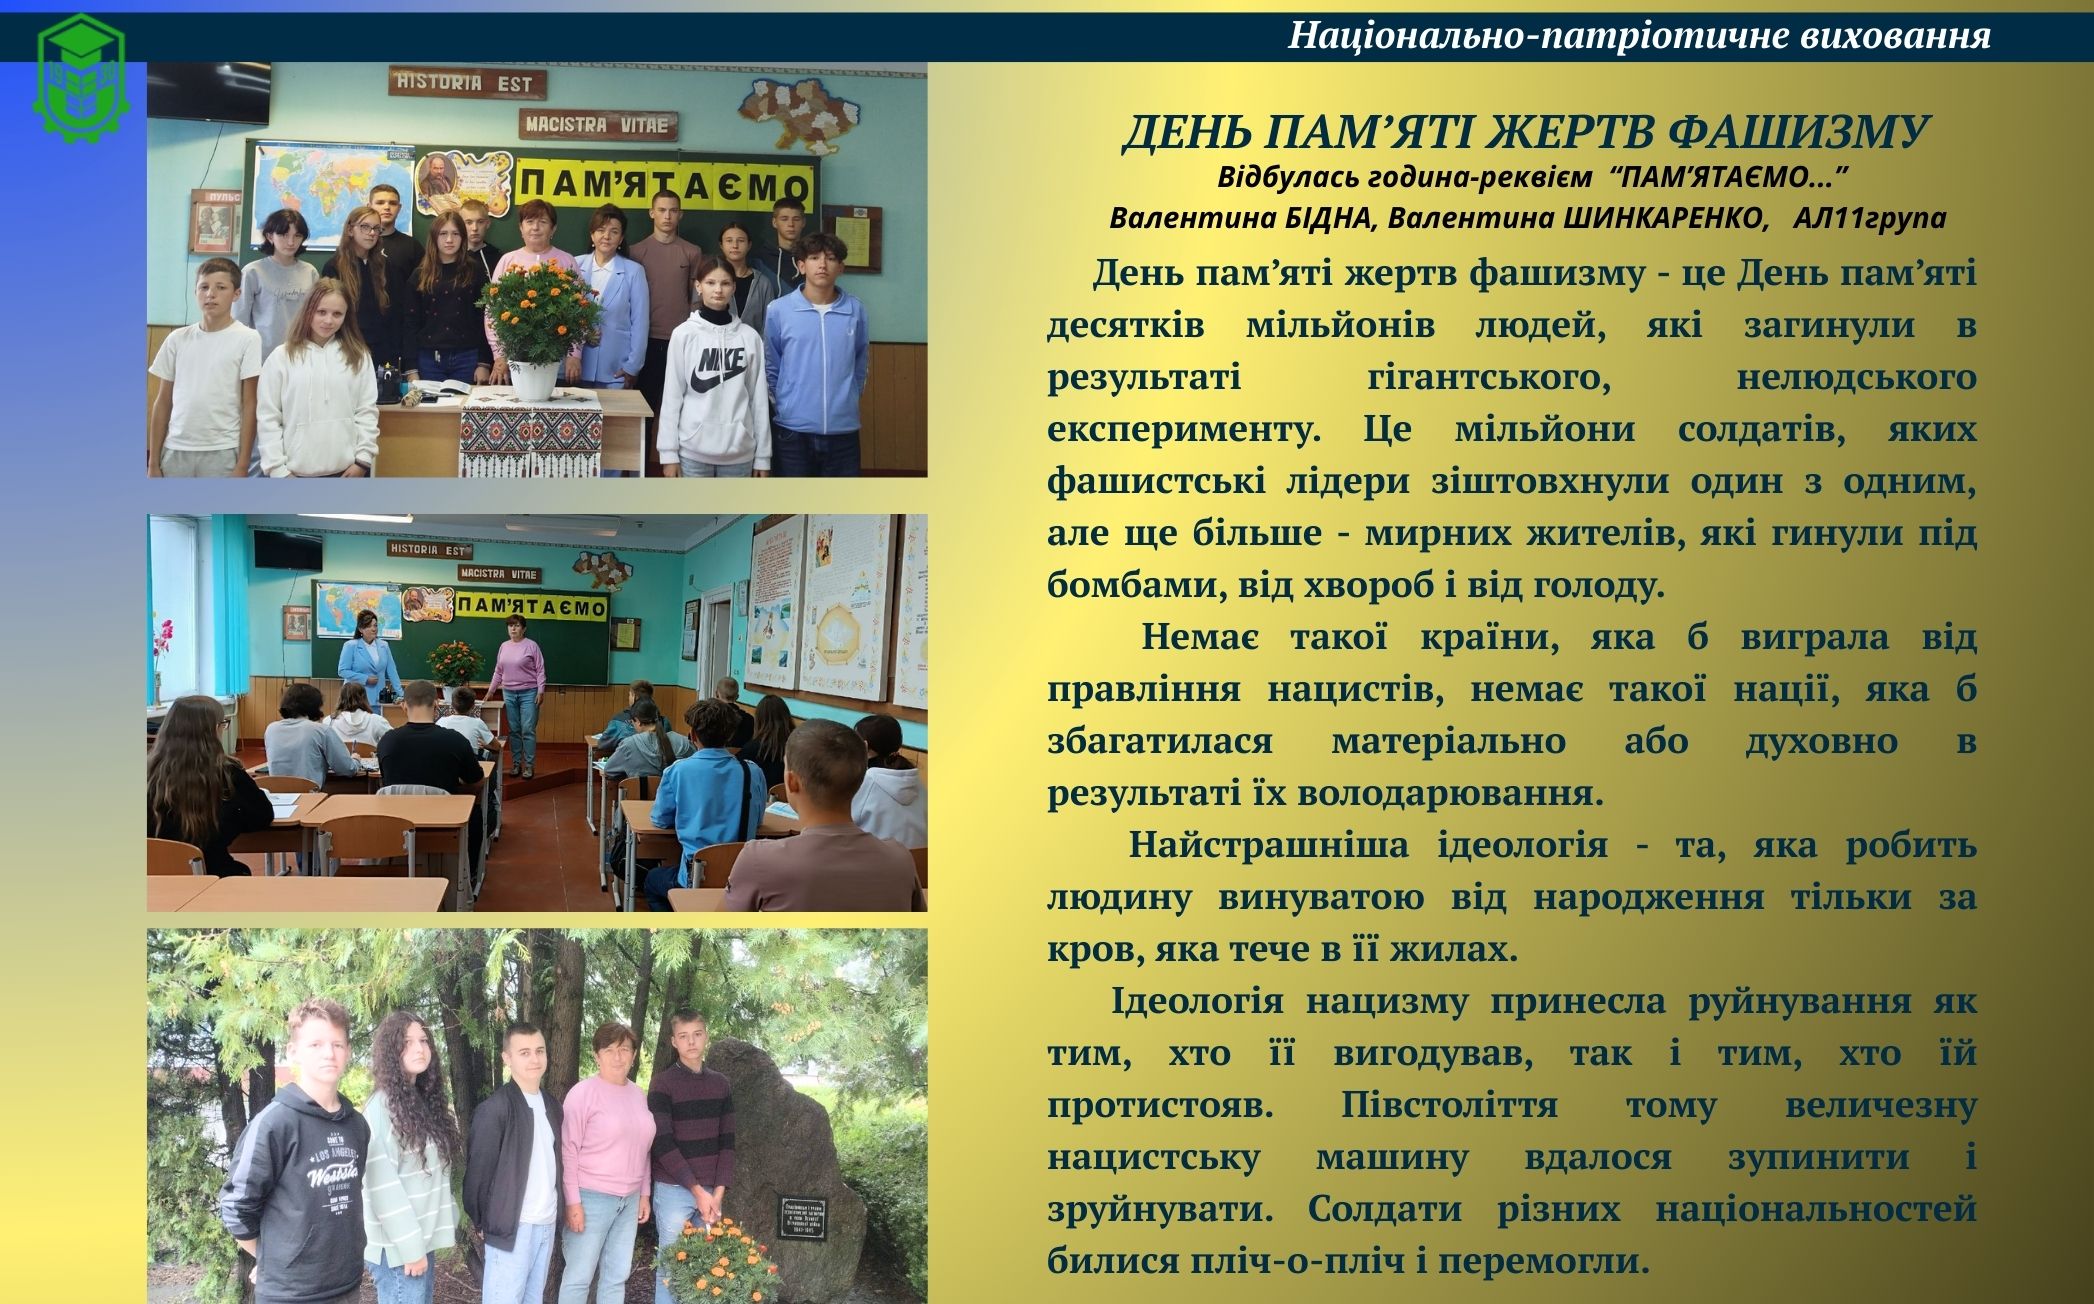 Національно-патріотичне виховання
1930
HISTORIA EST
MAGISTRA VITAE
ПАМ’ЯТАЄМО
ПУЛЬС
NIKE
HISTORIA EST
MAGISTRA VITAE
ПАМ’ЯТАЄМО
COME TO
LOS ANGELES
Westside
ДЕНЬ ПАМ’ЯТІ ЖЕРТВ ФАШИЗМУ
Відбулась година-реквієм “ПАМ’ЯТАЄМО...”
Валентина БІДНА, Валентина ШИНКАРЕНКО, АЛ11група
День пам’яті жертв фашизму - це День пам’яті
десятків мільйонів людей, які загинули в
результаті гігантського, нелюдського
експерименту. Це мільйони солдатів, яких
фашистські лідери зіштовхнули один з одним,
але ще більше - мирних жителів, які гинули під
бомбами, від хвороб і від голоду.
Немає такої країни, яка б виграла від
правління нацистів, немає такої нації, яка б
збагатилася матеріально або духовно в
результаті їх володарювання.
Найстрашніша ідеологія - та, яка робить
людину винуватою від народження тільки за
кров, яка тече в її жилах.
Ідеологія нацизму принесла руйнування як
тим, хто її вигодував, так і тим, хто їй
протистояв. Півстоліття тому величезну
нацистську машину вдалося зупинити і
зруйнувати. Солдати різних національностей
билися пліч-о-пліч і перемогли.